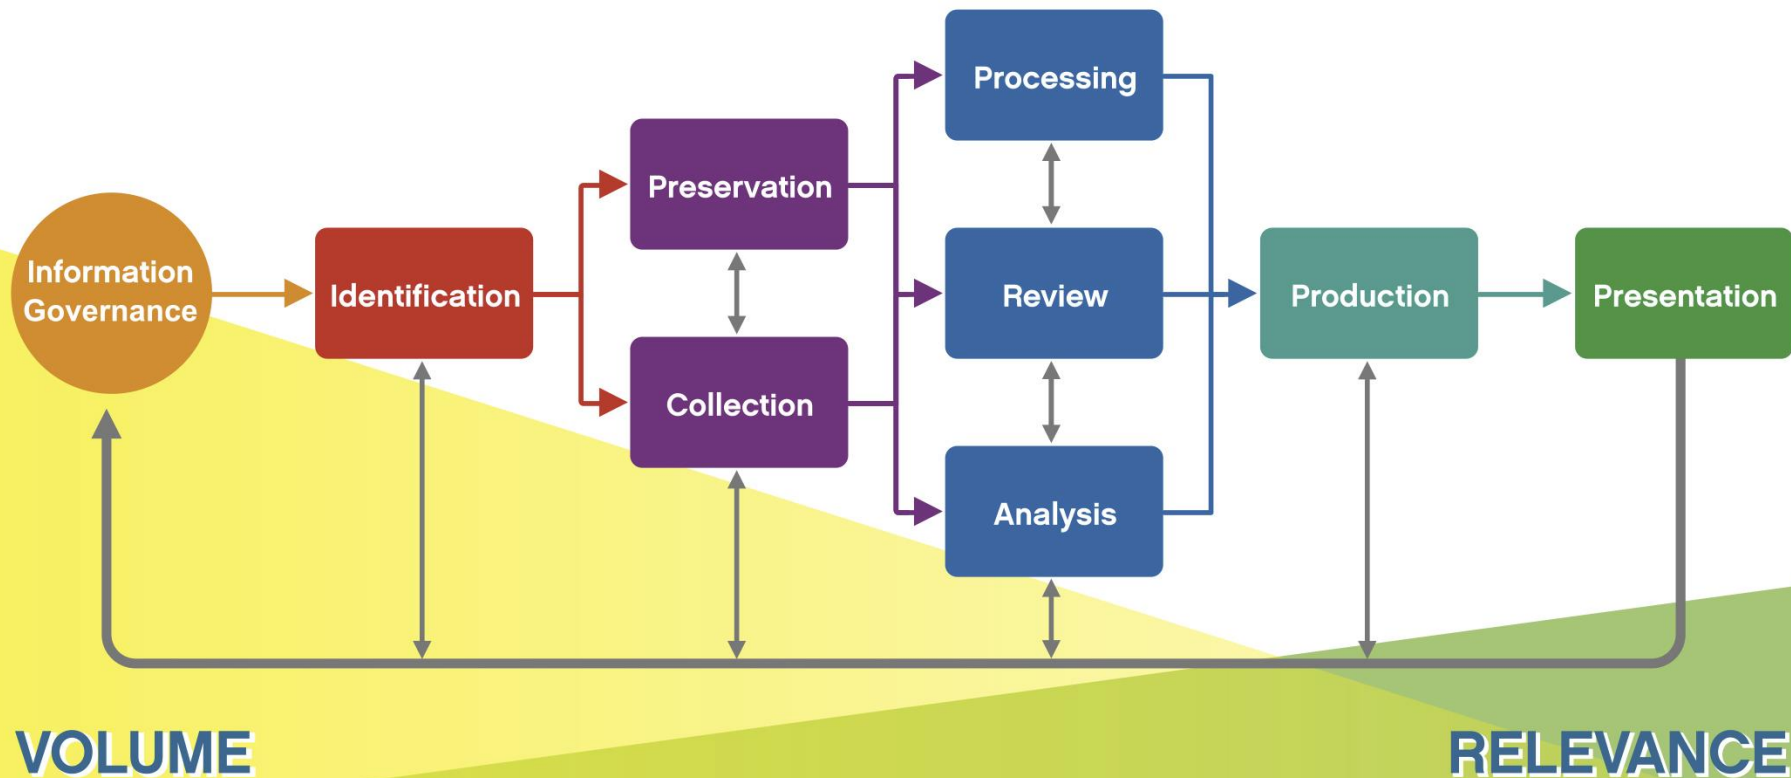 Information
Governance
Identification
Preservation
Collection
Processing
Review
Analysis
Production
Presentation
VOLUME
RELEVANCE